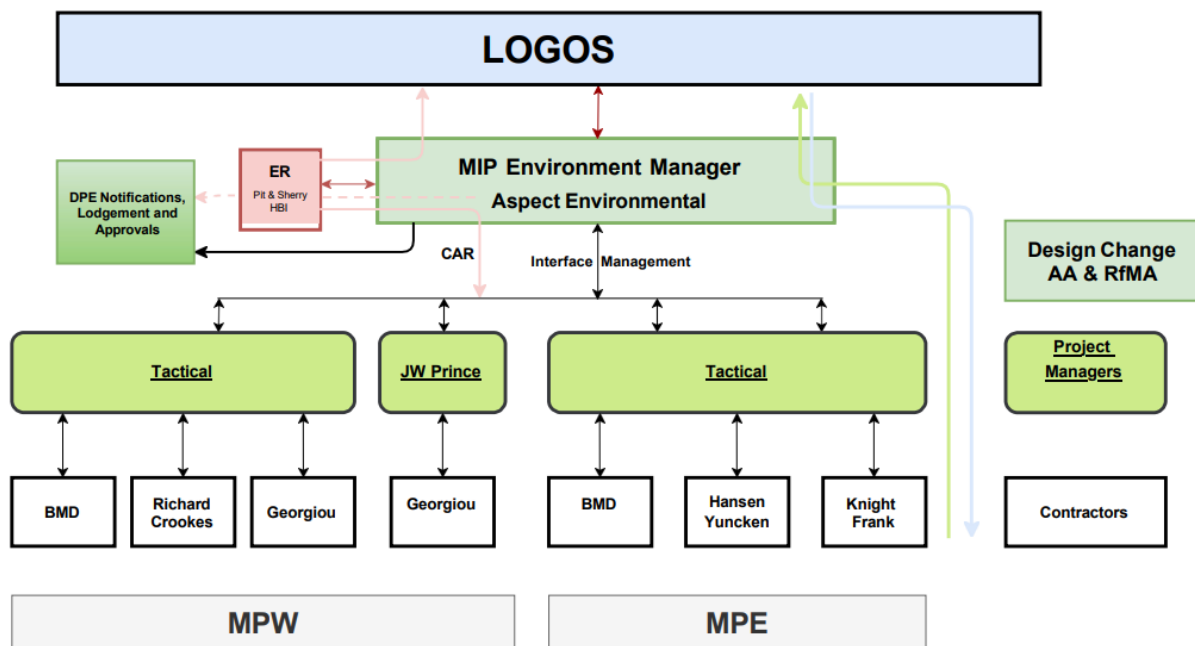 LOGOS
MIP Environment Manager
Aspect Environmental
ER
Pit & Sherry
HBI
DPE Notifications,
Lodgement and
Approvals
CAR
Interface Management
Design Change
AA & RfMA
Tactical
JW Prince
Tactical
Project
Managers
BMD
Richard
Crookes
Georgiou
Georgiou
BMD
Hansen
Yuncken
Knight
Frank
Contractors
MPW
MPE